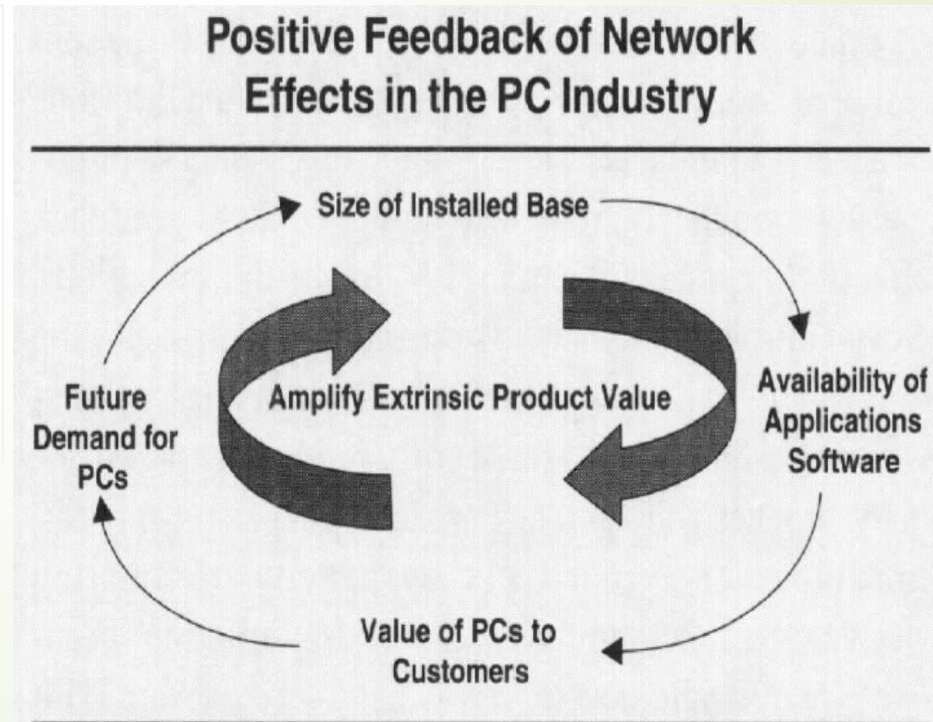 Positive Feedback of Network
Effects in the PC Industry
Size of Installed Base
Availability of
Applications
Software
Amplify Extrinsic Product Value
Future
Demand for
PCs
Value of PCs to
Customers